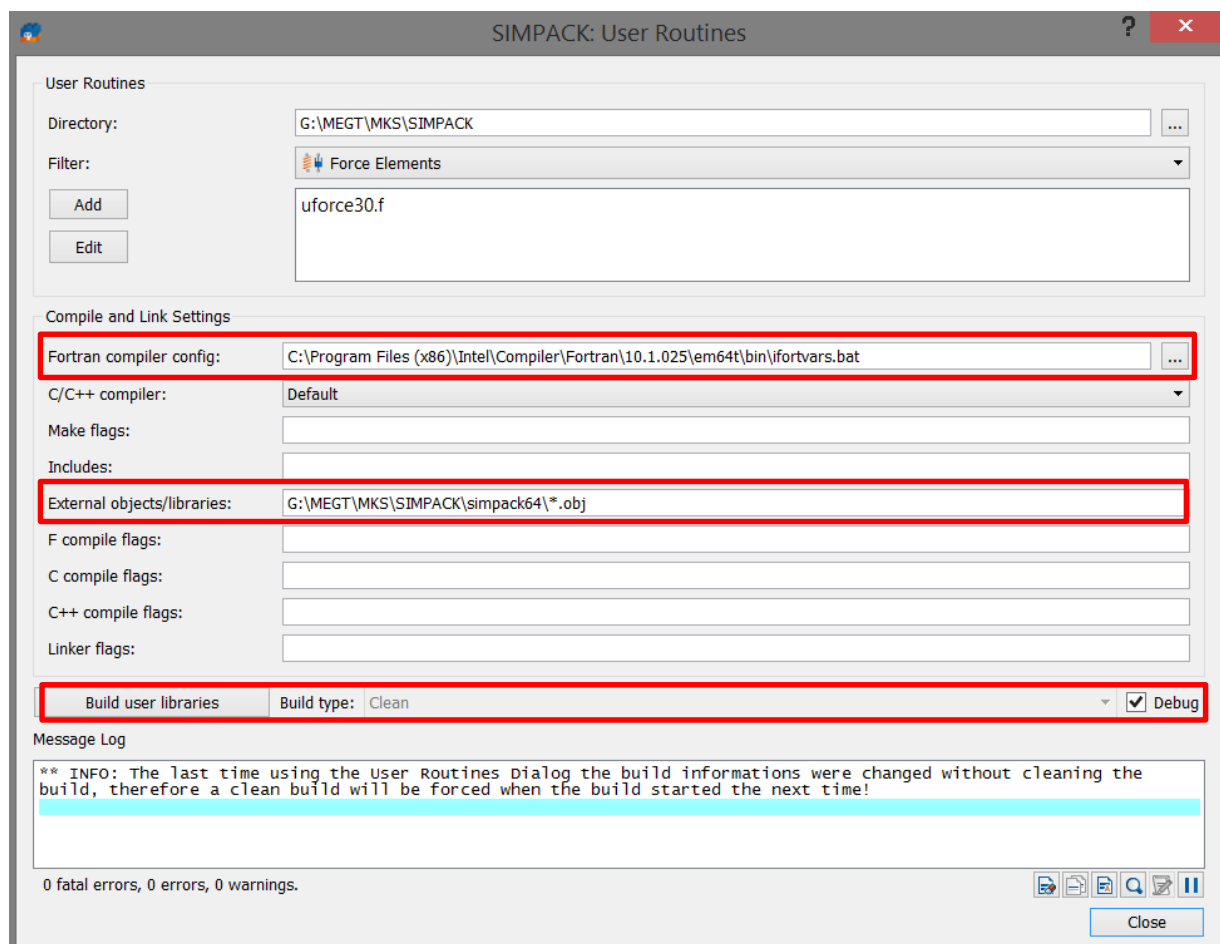 SIMPACK: User Routines
?
User Routines
Directory: G:\MEGT\MKS\SIMPACK ...
Filter: Force Elements
Add
Edit
uforce30.f
Compile and Link Settings
Fortran compiler config: C:\Program Files (x86)\Intel\Compiler\Fortran\10.1.025\em64t\bin\ifortvars.bat ...
C/C++ compiler: Default
Make flags:
Includes:
External objects/libraries: G:\MEGT\MKS\SIMPACK\simpack64\*.obj
F compile flags:
C compile flags:
C++ compile flags:
Linker flags:
Build user libraries Build type: Clean Debug
Message Log
** INFO: The last time using the User Routines Dialog the build informations were changed without cleaning the
build, therefore a clean build will be forced when the build started the next time!
0 fatal errors, 0 errors, 0 warnings.
Close